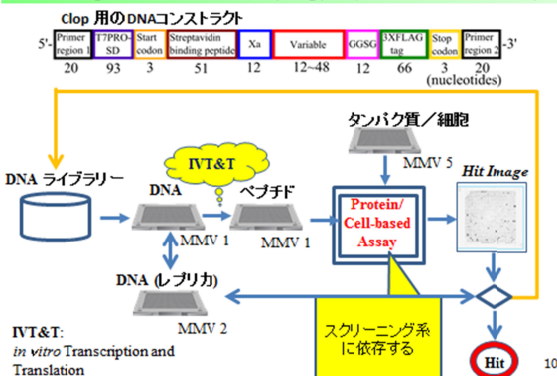 Clop 用のDNAコンストラクト
5'- Primer region 1 T7PRO-SD Start codon Streptavidin binding peptide Xa Variable GGSG 3XFLAG tag Stop codon Primer region 2 -3'
20 93 3 51 12 12~48 12 66 3 20
(nucleotides)
タンパク質／細胞
IVT&T
MMV 5
Hit Image
DNA ライブラリー
DNA
ペプチド
Protein/
Cell-based
Assay
MMV 1
MMV 1
DNA (レプリカ)
MMV 2
スクリーニング系
に依存する
IVT&T:
in vitro Transcription and
Translation
Hit
10